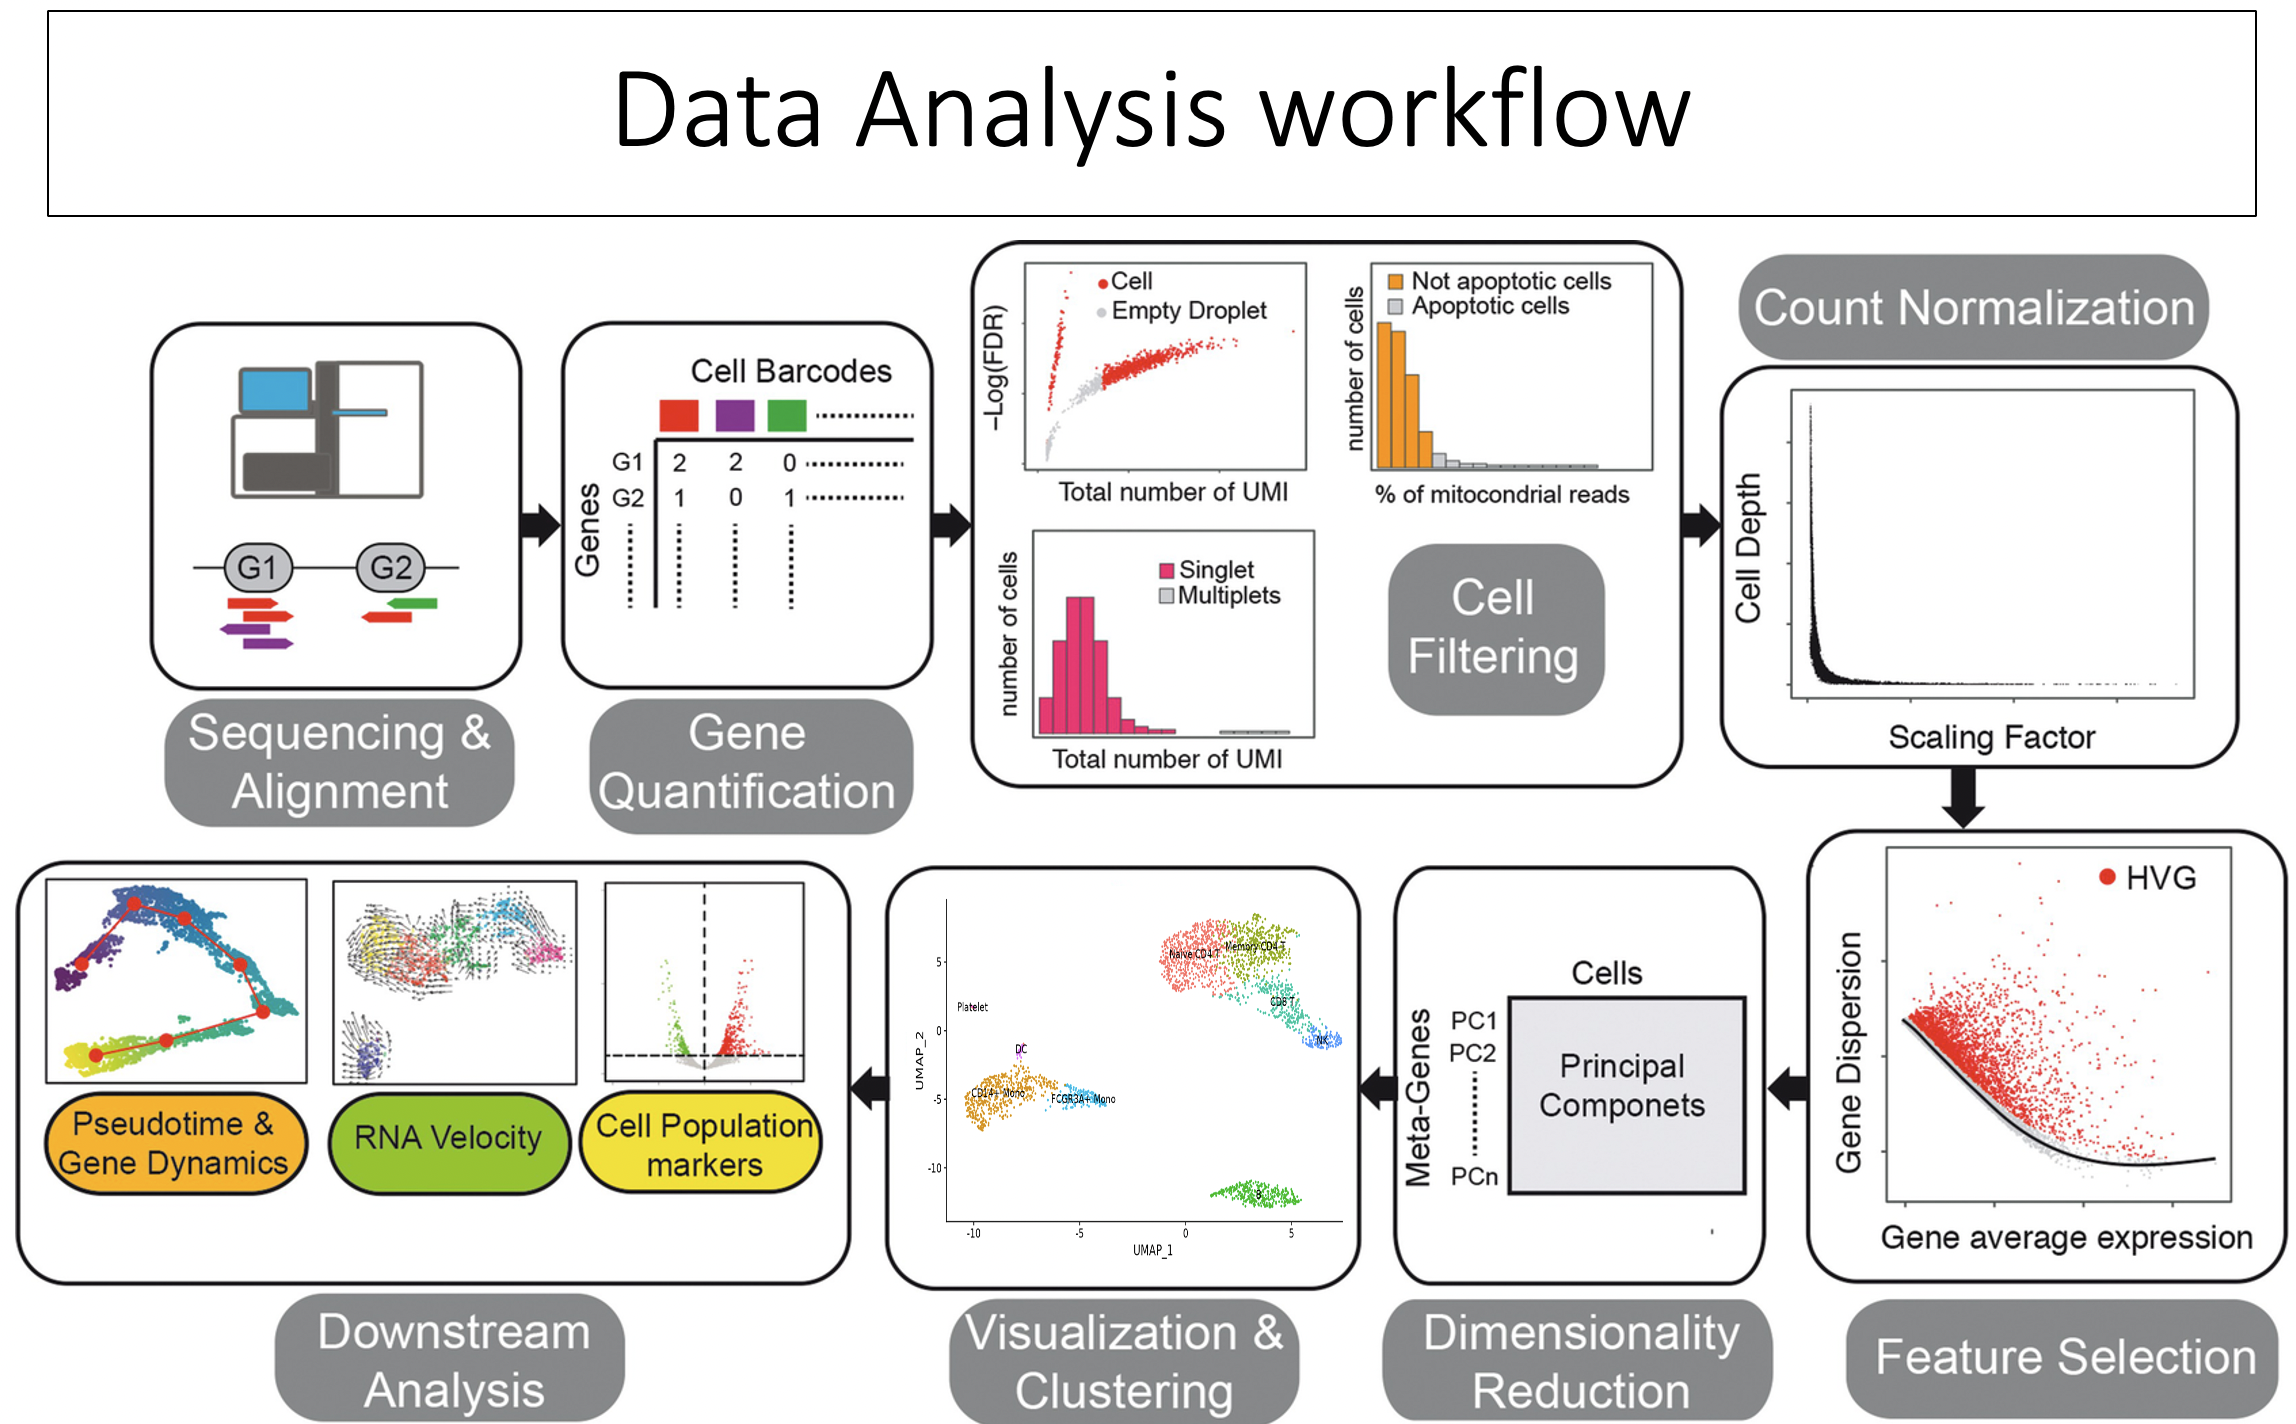 Data Analysis workflow
G1
G2
Sequencing &
Alignment
Cell Barcodes
Genes
G1 2 2 0
G2 1 0 1
Gene
Quantification
Cell
Empty Droplet
–Log(FDR)
Total number of UMI
Not apoptotic cells
Apoptotic cells
number of cells
% of mitocondrial reads
Singlet
Multiplets
number of cells
Total number of UMI
Cell
Filtering
Count Normalization
Cell Depth
Scaling Factor
HVG
Gene Dispersion
Gene average expression
Feature Selection
Cells
Meta-Genes
PC1
PC2
PCn
Principal
Componets
Dimensionality
Reduction
Naive CD4 T
Memory CD4 T
CD8 T
NK
Platelet
DC
CD14+ Mono
FCGR3A+ Mono
B
UMAP_2
5
0
-5
-10
-10 -5 0 5
UMAP_1
Visualization &
Clustering
Pseudotime &
Gene Dynamics
RNA Velocity
Cell Population
markers
Downstream
Analysis